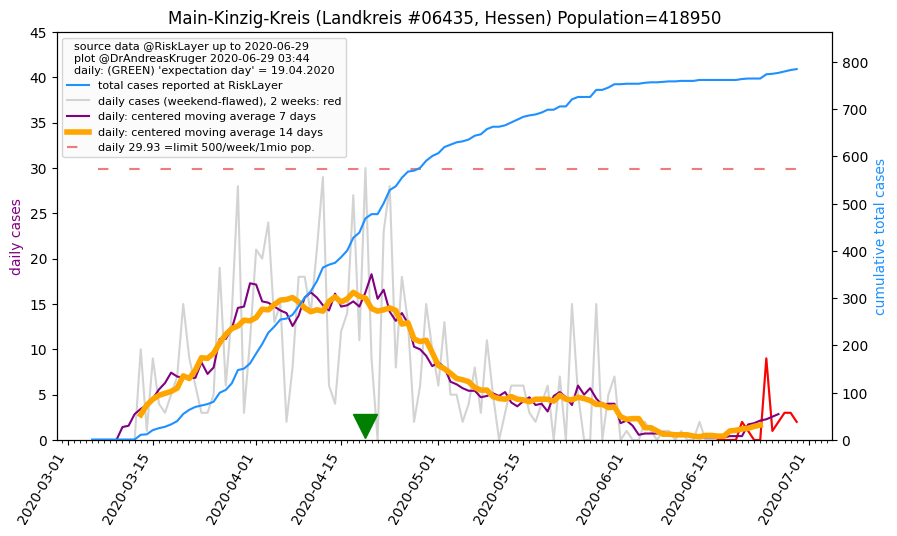 Main-Kinzig-Kreis (Landkreis #06435, Hessen) Population=418950
source data @RiskLayer up to 2020-06-29
plot @DrAndreasKruger 2020-06-29 03:44
daily: (GREEN) 'expectation day' = 19.04.2020
total cases reported at RiskLayer
daily cases (weekend-flawed), 2 weeks: red
daily: centered moving average 7 days
daily: centered moving average 14 days
daily 29.93 =limit 500/week/1mio pop.
daily cases
45
40
35
30
25
20
15
10
5
0
cumulative total cases
800
700
600
500
400
300
200
100
0
2020-03-01
2020-03-15
2020-04-01
2020-04-15
2020-05-01
2020-05-15
2020-06-01
2020-06-15
2020-07-01